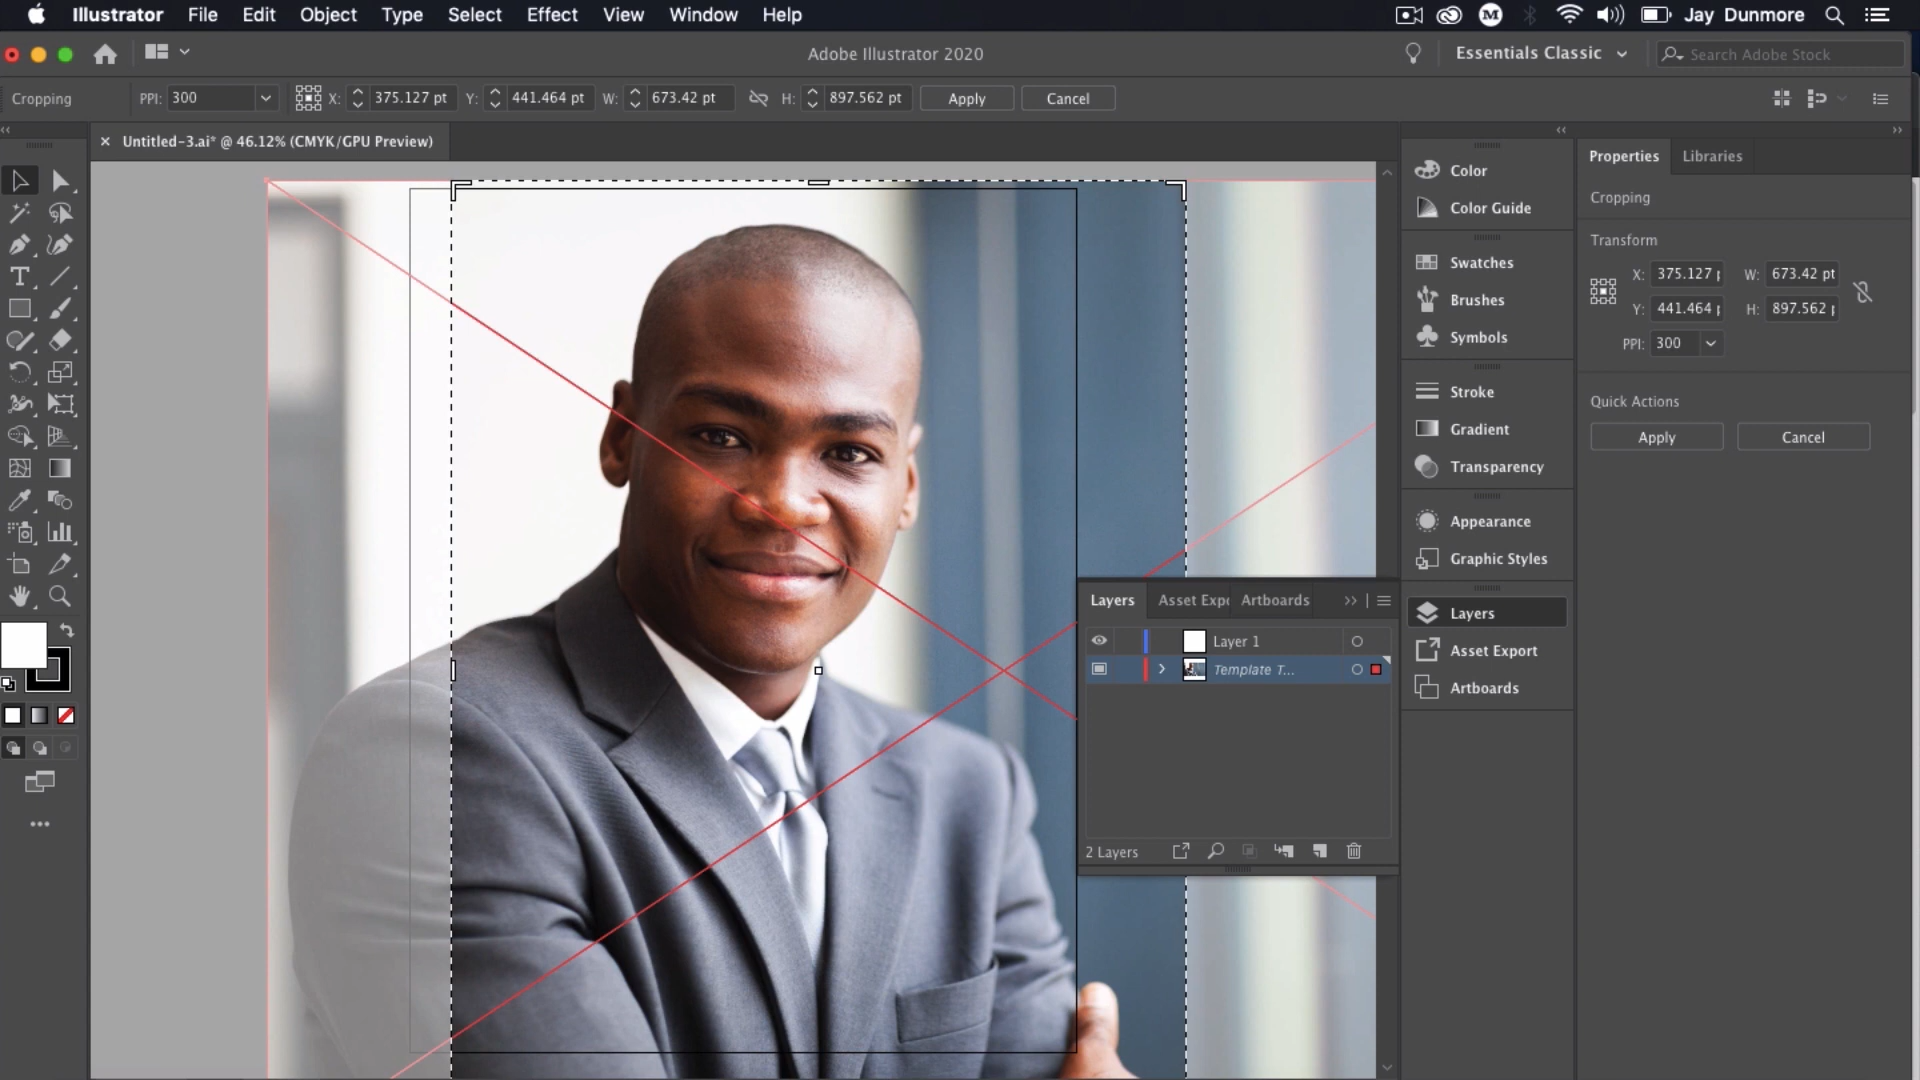 Illustrator File Edit Object Type Select Effect View Window Help Jay Dunmore
Adobe Illustrator 2020 Essentials Classic Search Adobe Stock
Cropping PPI: 300 X: 375.127 pt Y: 441.464 pt W: 673.42 pt H: 897.562 pt Apply Cancel
× Untitled-3.ai* @ 46.12% (CMYK/GPU Preview)
Color
Color Guide
Swatches
Brushes
Symbols
Stroke
Gradient
Transparency
Appearance
Graphic Styles
Layers
Asset Export
Artboards
Properties Libraries
Cropping
Transform
X: 375.127 W: 673.42 pt
Y: 441.464 H: 897.562
PPI: 300
Quick Actions
Apply Cancel
Layers Asset Expo Artboards
Layer 1
Template T...
2 Layers